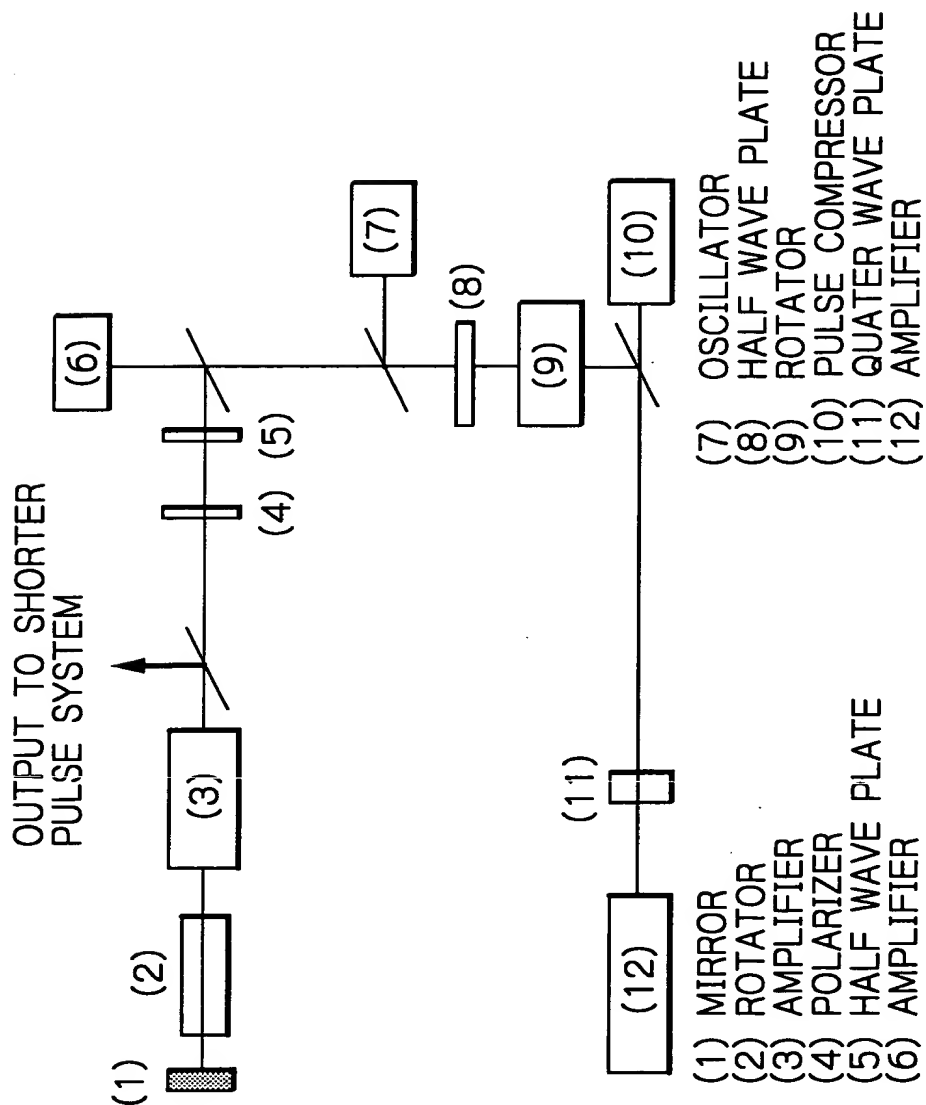 OUTPUT TO SHORTER
PULSE SYSTEM
(1)
(2)
(3)
(4)
(5)
(6)
(7)
(8)
(9)
(10)
(11)
(12)
(1) MIRROR
(2) ROTATOR
(3) AMPLIFIER
(4) POLARIZER
(5) HALF WAVE PLATE
(6) AMPLIFIER
(7) OSCILLATOR
(8) HALF WAVE PLATE
(9) ROTATOR
(10) PULSE COMPRESSOR
(11) QUATER WAVE PLATE
(12) AMPLIFIER